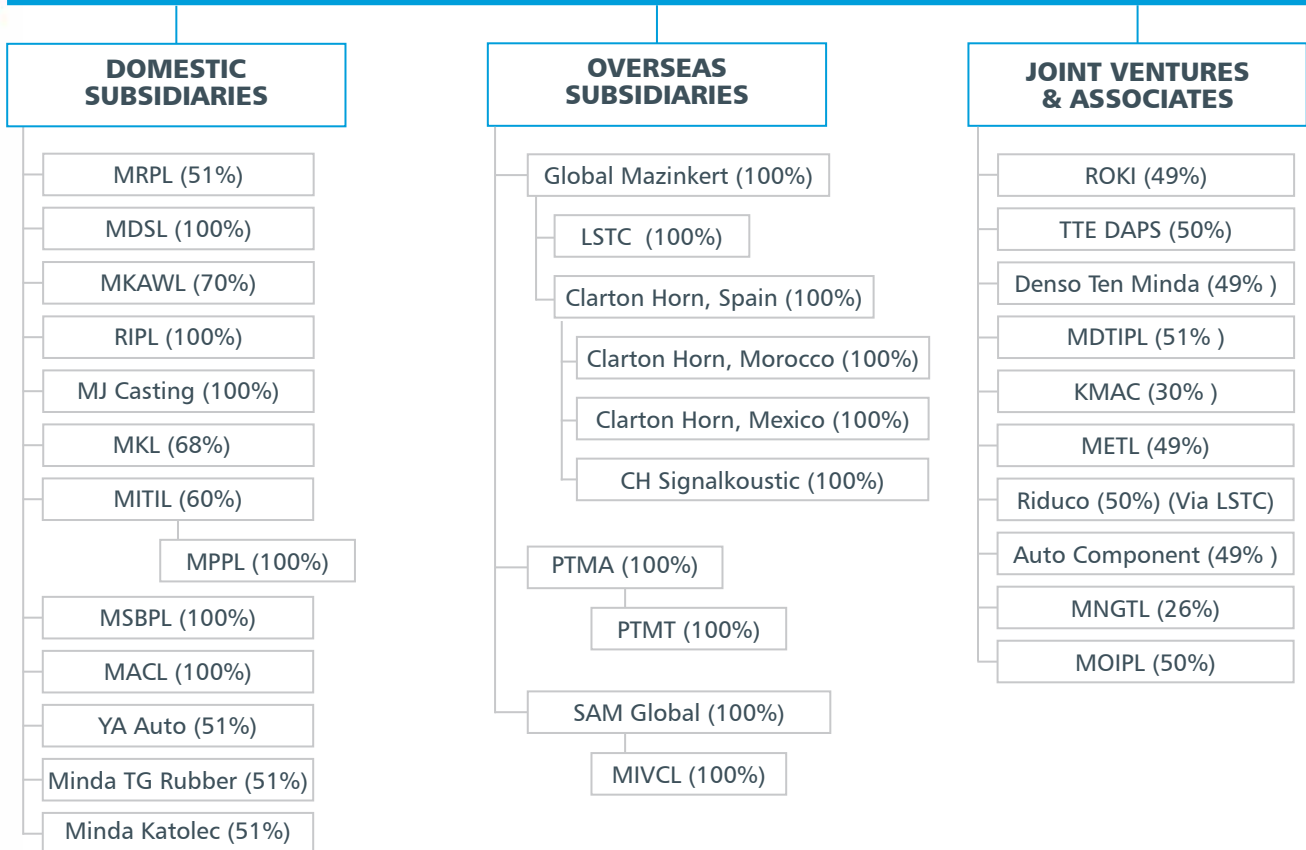 DOMESTIC
SUBSIDIARIES
MRPL (51%)
MDSL (100%)
MKAWL (70%)
RIPL (100%)
MJ Casting (100%)
MKL (68%)
MITIL (60%)
MPPL (100%)
MSBPL (100%)
MACL (100%)
YA Auto (51%)
Minda TG Rubber (51%)
Minda Katolec (51%)
OVERSEAS
SUBSIDIARIES
Global Mazinkert (100%)
LSTC (100%)
Clarton Horn, Spain (100%)
Clarton Horn, Morocco (100%)
Clarton Horn, Mexico (100%)
CH Signalkoustic (100%)
PTMA (100%)
PTMT (100%)
SAM Global (100%)
MIVCL (100%)
JOINT VENTURES
& ASSOCIATES
ROKI (49%)
TTE DAPS (50%)
Denso Ten Minda (49% )
MDTIPL (51% )
KMAC (30% )
METL (49%)
Riduco (50%) (Via LSTC)
Auto Component (49% )
MNGTL (26%)
MOIPL (50%)